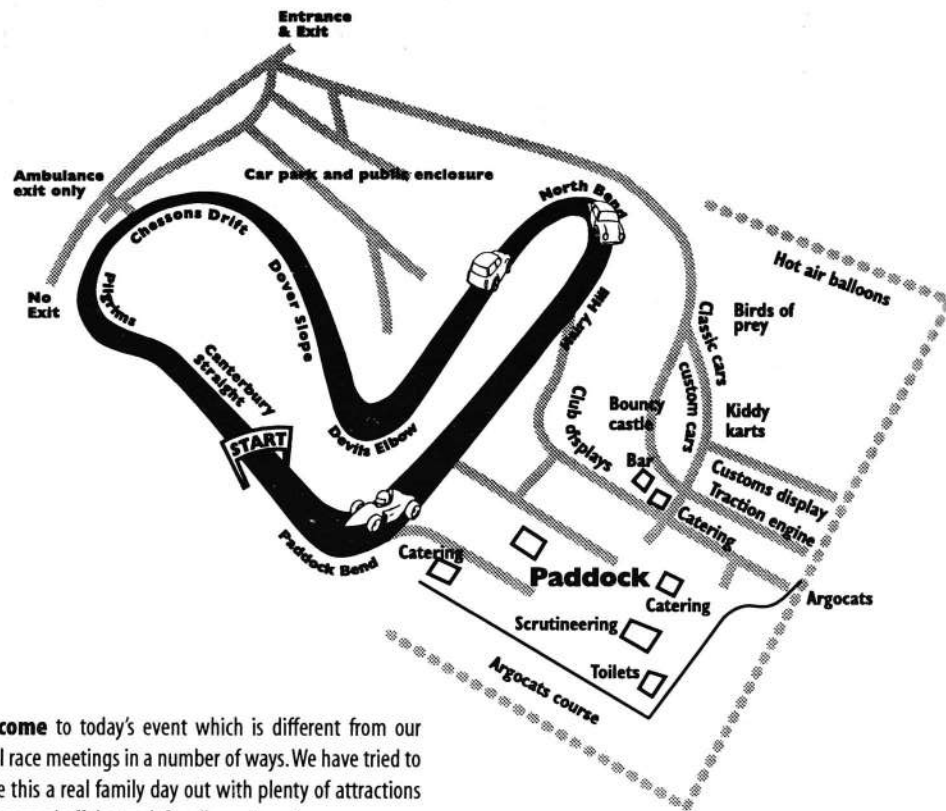 Entrance
& Exit
Ambulance
exit only
Car park and public enclosure
North Bend
Chessons Drift
Dover Slope
Hot air balloons
No
Exit
Pilgrims
Hairy Hill
Classic cars
Birds of
prey
Canterbury
Straight
custom cars
Club displays
Bouncy
castle
Kiddy
karts
START
Devils Elbow
Bar
Customs display
Traction engine
Catering
Paddock Bend
Catering
Paddock
Catering
Argocats
Scrutineering
Toilets
Argocats course
come to today's event which is different from our
l race meetings in a number of ways. We have tried to
e this a real family day out with plenty of attractions